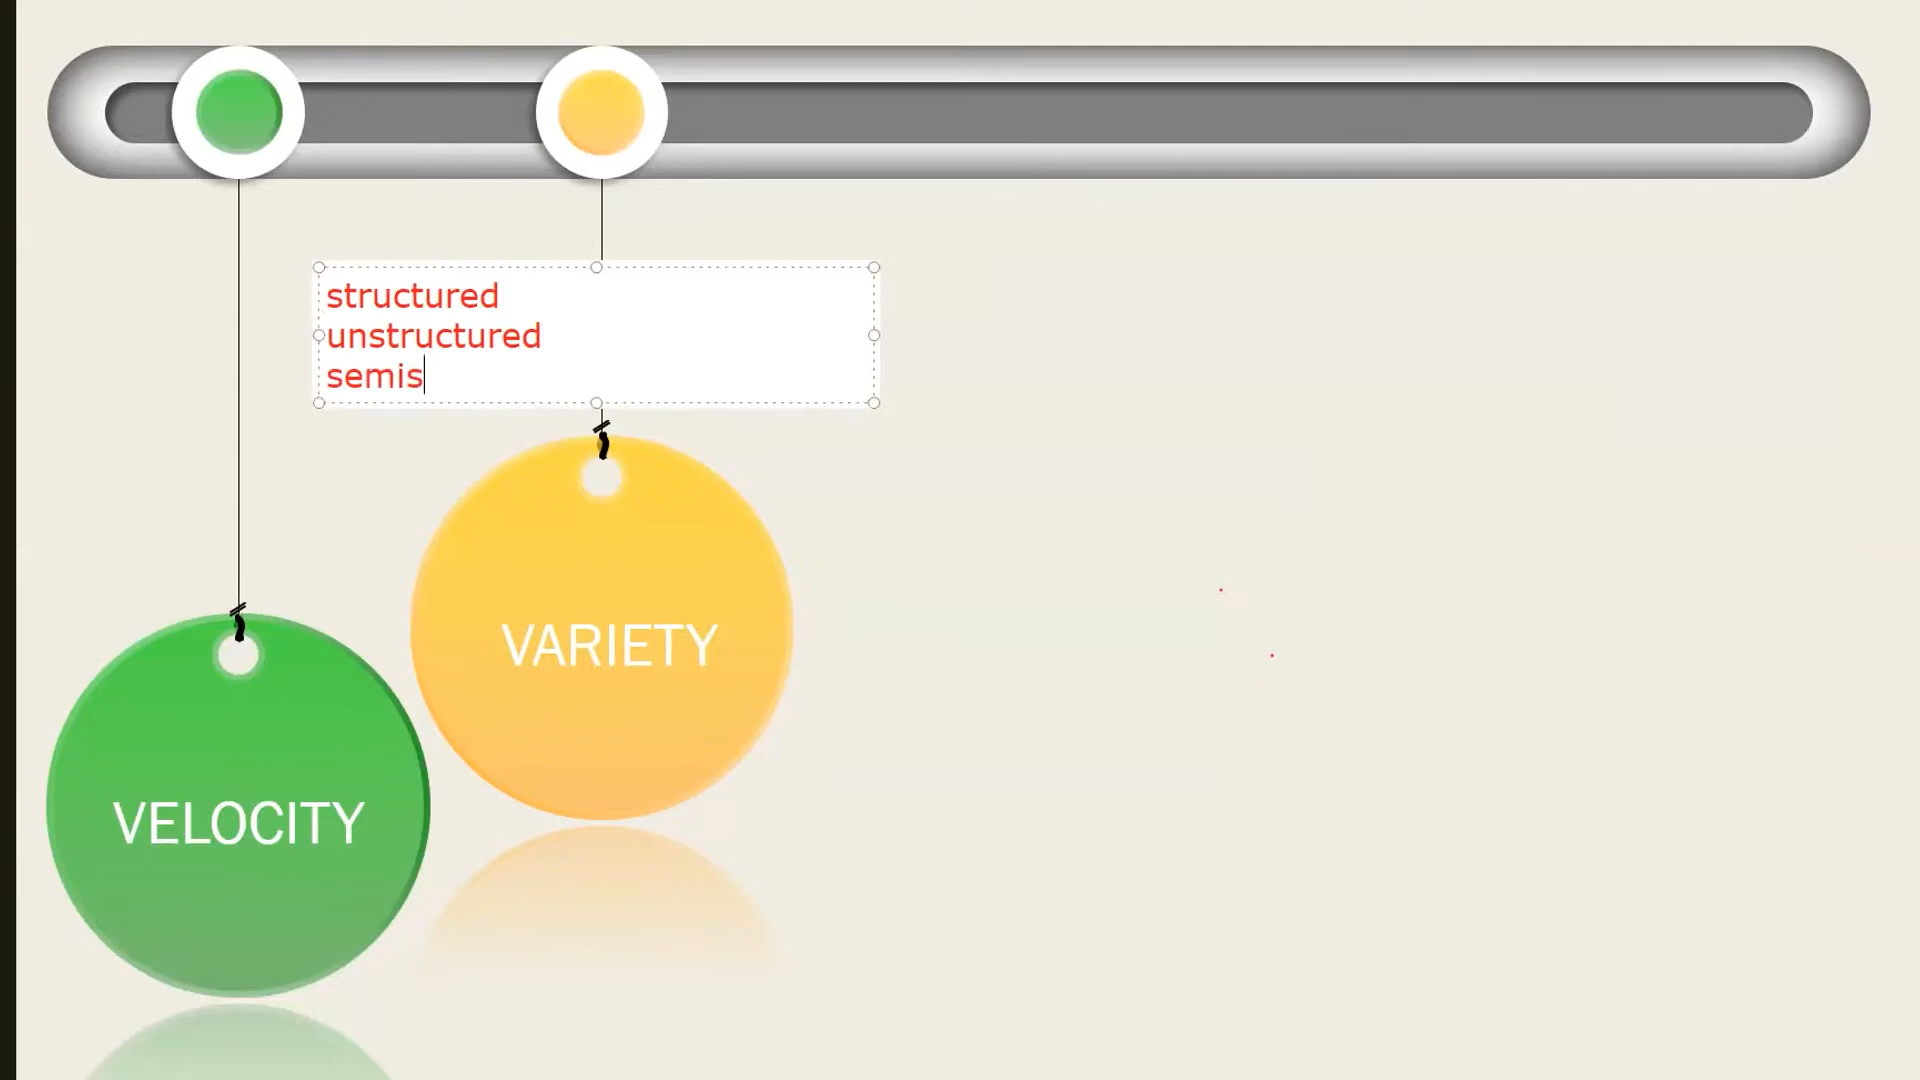 structured
unstructured
semis
VARIETY
VELOCITY